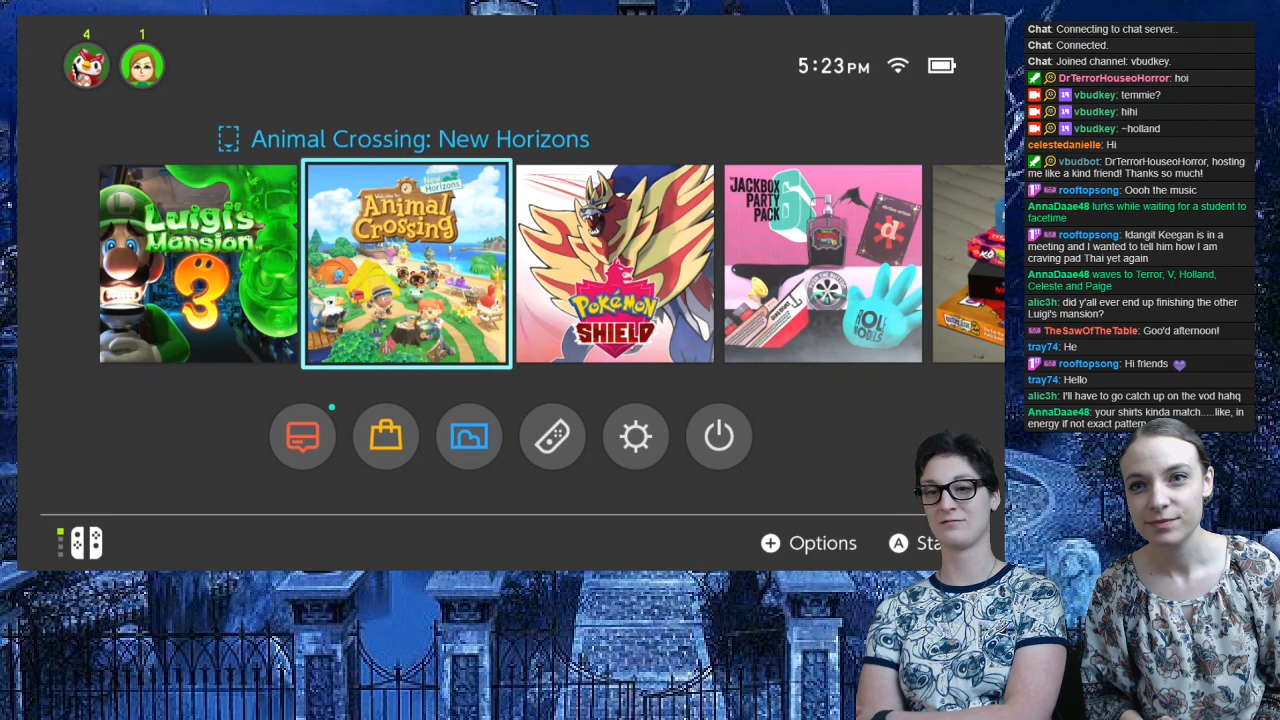 4
1
5:23PM
Animal Crossing: New Horizons
LUIGI'S
MANSION
3
New
Horizons
Animal
Crossing
POKÉMON
SHIELD
THE
JACKBOX
PARTY
PACK
6
d
ROLE
MODELS
Options
A
Sta
Chat: Connecting to chat server..
Chat: Connected.
Chat: Joined channel: vbudkey.
DrTerrorHouseoHorror: hoi
vbudkey: temmie?
vbudkey: hihi
vbudkey: ~holland
celestedanielle: Hi
vbudbot: DrTerrorHouseoHorror, hosting
me like a kind friend! Thanks so much!
rooftopsong: Oooh the music
AnnaDaae48 lurks while waiting for a student to
facetime
rooftopsong: Idangit Keegan is in a
meeting and I wanted to tell him how I am
craving pad Thai yet again
AnnaDaae48 waves to Terror, V, Holland,
Celeste and Paige
alic3h: did y'all ever end up finishing the other
Luigi's mansion?
TheSawOfTheTable: Goo'd afternoon!
tray74: He
rooftopsong: Hi friends
tray74: Hello
alic3h: I'll have to go catch up on the vod hahq
AnnaDaae48: your shirts kinda match.....like, in
energy if not exact pattern